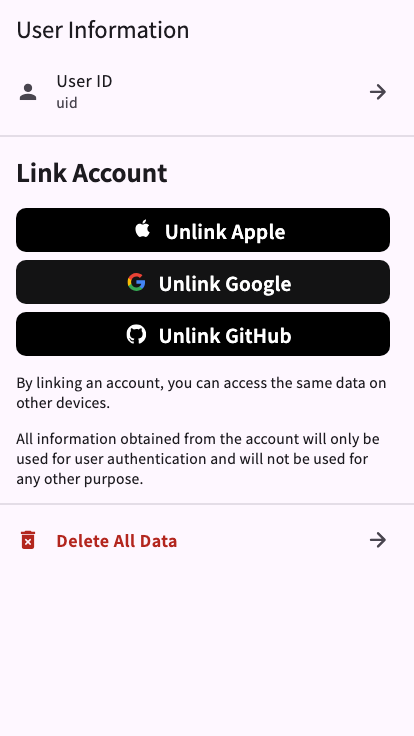 User Information
User ID
uid
Link Account
Unlink Apple
Unlink Google
Unlink GitHub
By linking an account, you can access the same data on
other devices.
All information obtained from the account will only be
used for user authentication and will not be used for
any other purpose.
Delete All Data